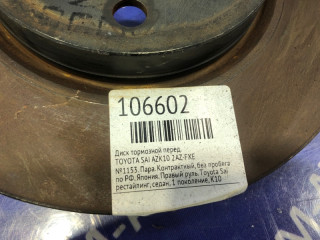 106602
Диск тормозной перед.
TOYOTA SAI AZK10 2AZ-FXE
№1153. Пара. Контрактный, без пробега
по РФ. Япония. Правый руль. Toyota Sai
рестайлинг, седан, 1 поколение, K10